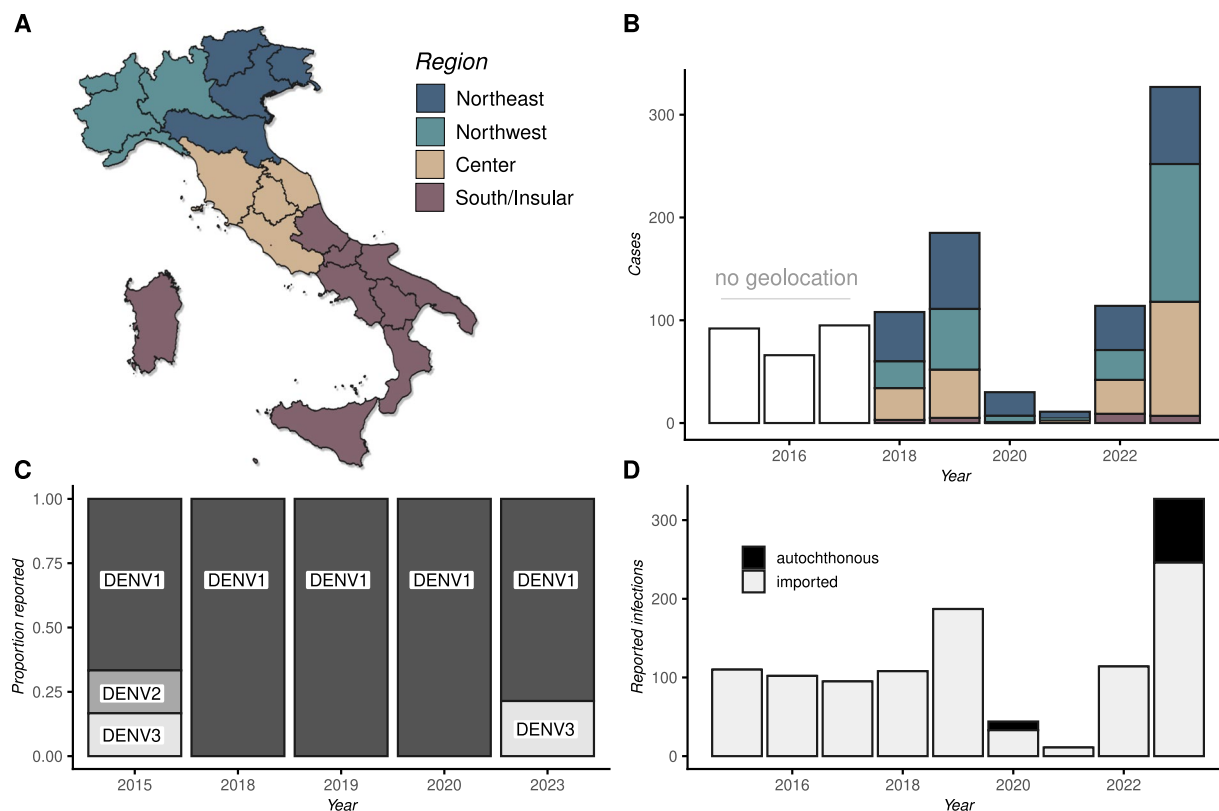 A
Region
Northeast
Northwest
Center
South/Insular
B
300
200
100
0
Cases
no geolocation
2016
2018
2020
2022
Year
C
1.00
0.75
0.50
0.25
0.00
Proportion reported
DENV1
DENV1
DENV1
DENV1
DENV1
DENV2
DENV3
DENV3
2015
2018
2019
2020
2023
Year
D
300
200
100
0
Reported infections
autochthonous
imported
2016
2018
2020
2022
Year